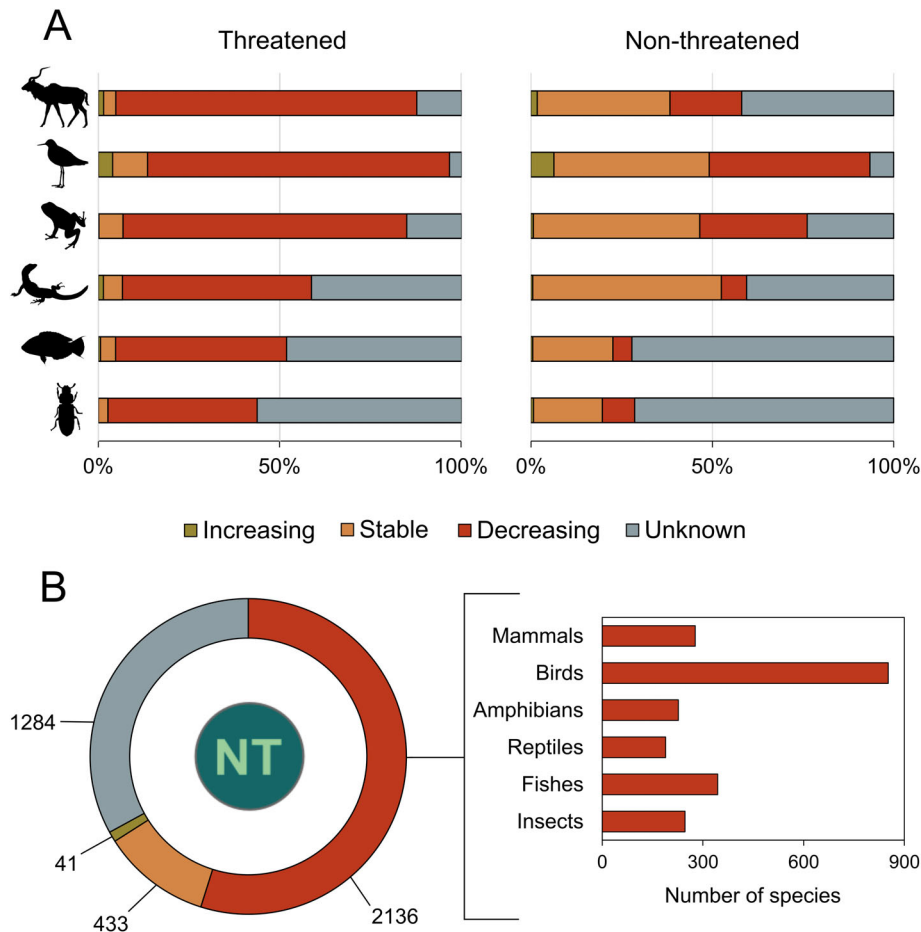 A
Threatened
Non-threatened
0%
50%
100%
0%
50%
100%
Increasing
Stable
Decreasing
Unknown
B
1284
41
433
2136
NT
Mammals
Birds
Amphibians
Reptiles
Fishes
Insects
0
300
600
900
Number of species